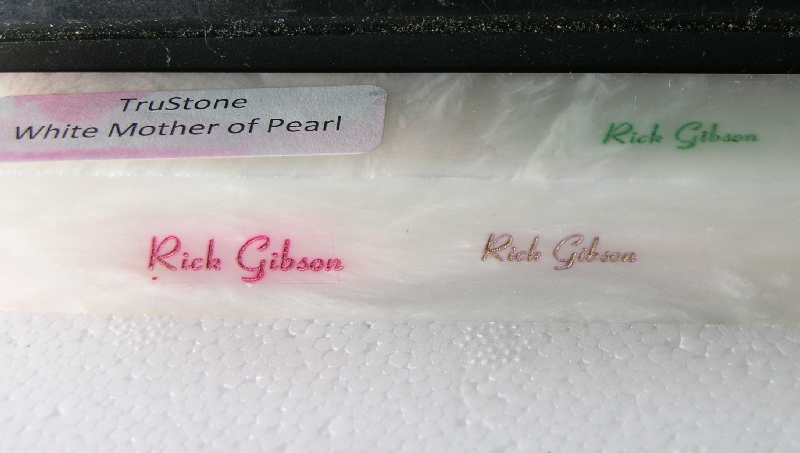 TruStone
White Mother of Pearl
Rick Gibson
Rick Gibson
Rick Gibson